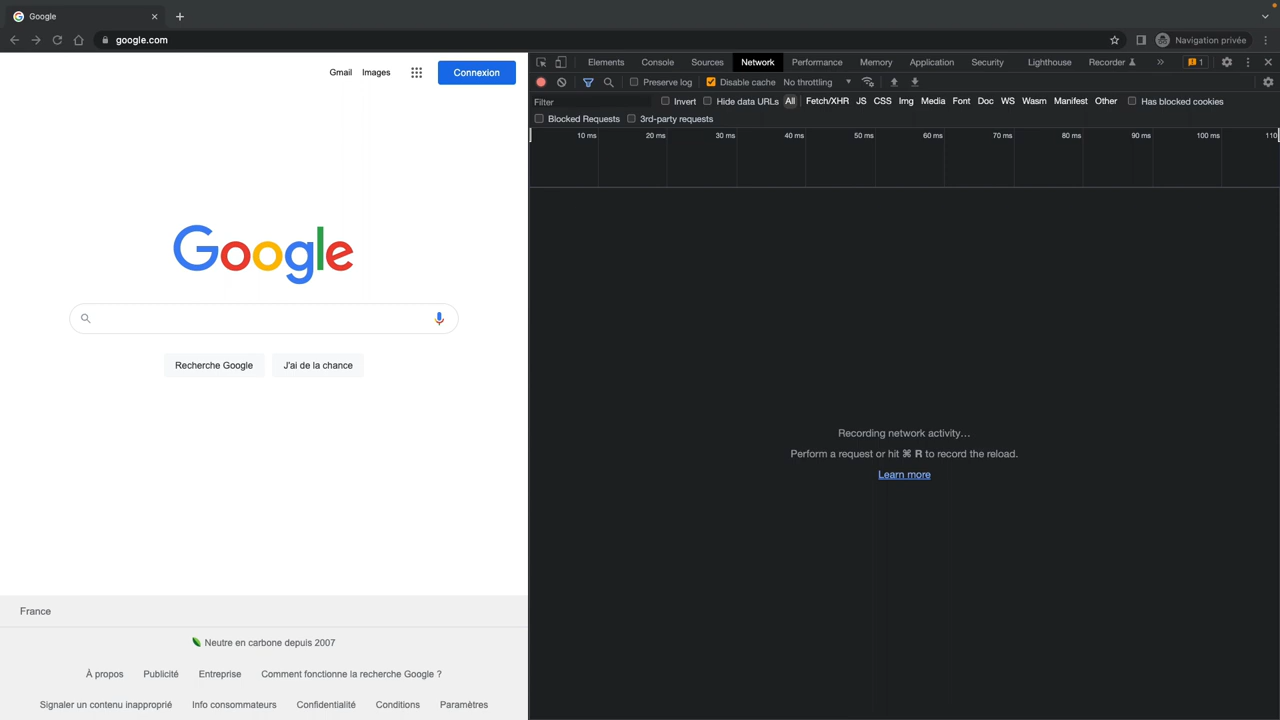 Google
google.com
Navigation privée
Gmail Images Connexion
Google
Recherche Google J'ai de la chance
France
Neutre en carbone depuis 2007
À propos Publicité Entreprise Comment fonctionne la recherche Google ?
Signaler un contenu inapproprié Info consommateurs Confidentialité Conditions Paramètres
Elements Console Sources Network Performance Memory Application Security Lighthouse Recorder 1
Preserve log Disable cache No throttling
Filter Invert Hide data URLs All Fetch/XHR JS CSS Img Media Font Doc WS Wasm Manifest Other Has blocked cookies
Blocked Requests 3rd-party requests
10 ms 20 ms 30 ms 40 ms 50 ms 60 ms 70 ms 80 ms 90 ms 100 ms 110
Recording network activity…
Perform a request or hit ⌘ R to record the reload.
Learn more